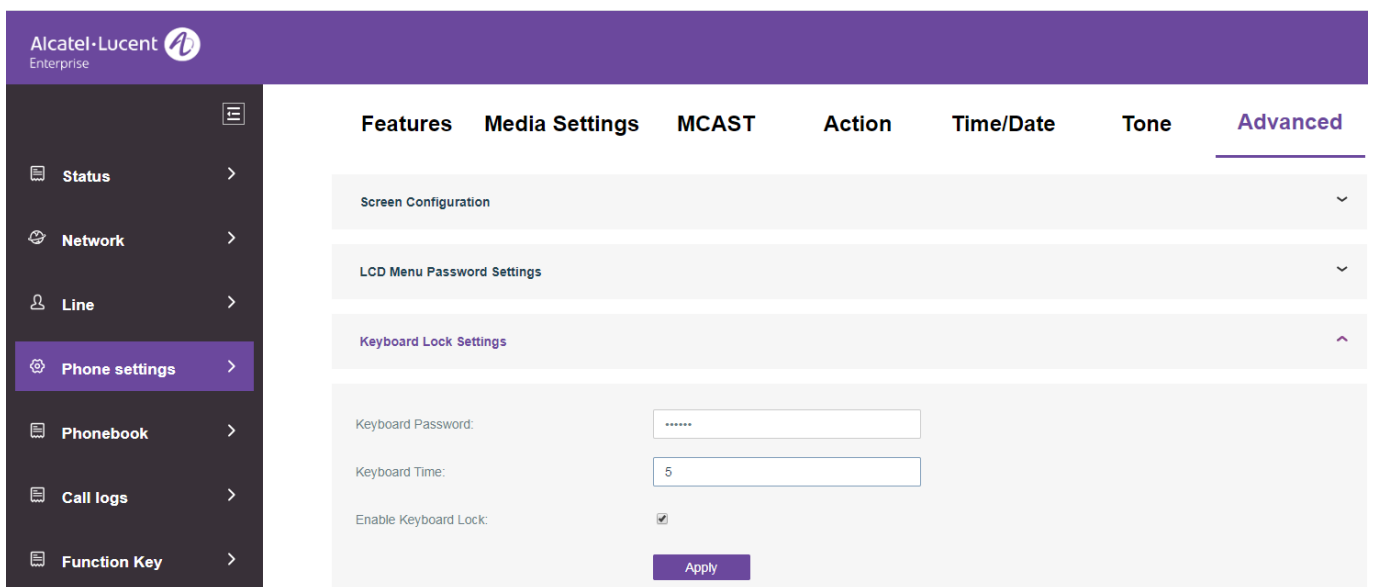 Alcatel·Lucent
Enterprise
Features Media Settings MCAST Action Time/Date Tone Advanced
Status
Network
Line
Phone settings
Phonebook
Call logs
Function Key
Screen Configuration
LCD Menu Password Settings
Keyboard Lock Settings
Keyboard Password: ••••••
Keyboard Time: 5
Enable Keyboard Lock:
Apply